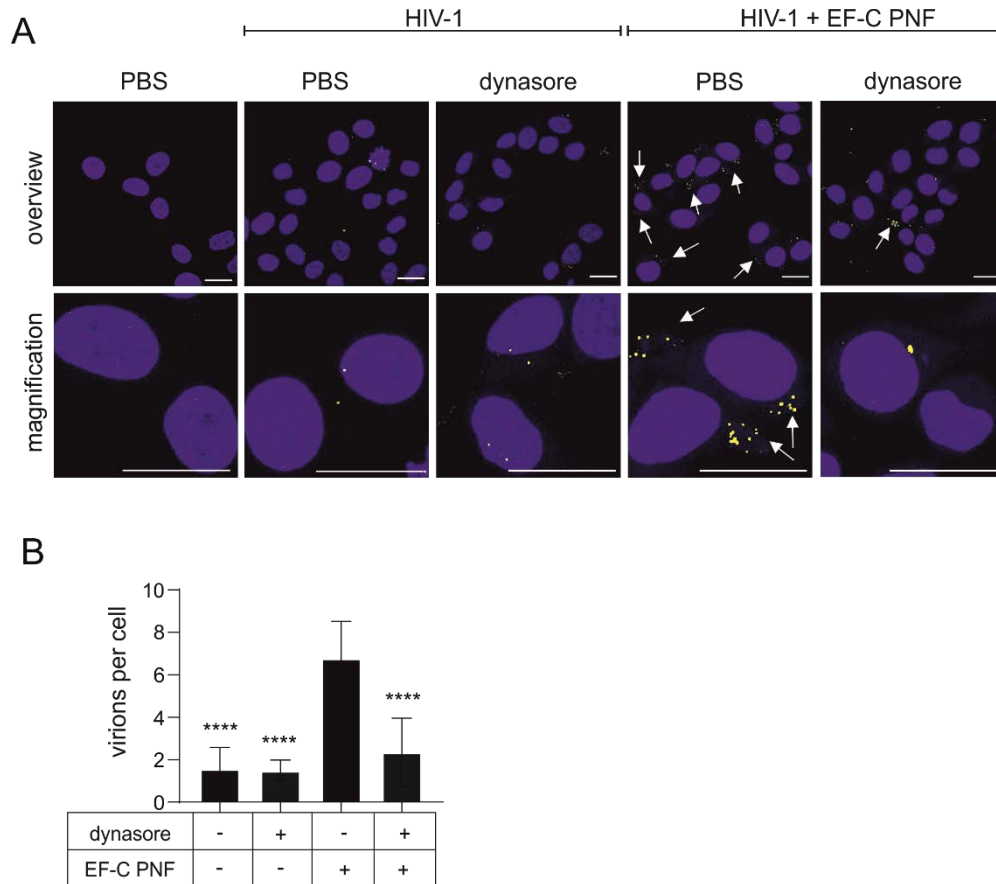 A
HIV-1 HIV-1 + EF-C PNF
PBS PBS dynasore PBS dynasore
overview
magnification
B
virions per cell
10
8
6
4
2
0
**** **** ****
dynasore - + - +
EF-C PNF - - + +